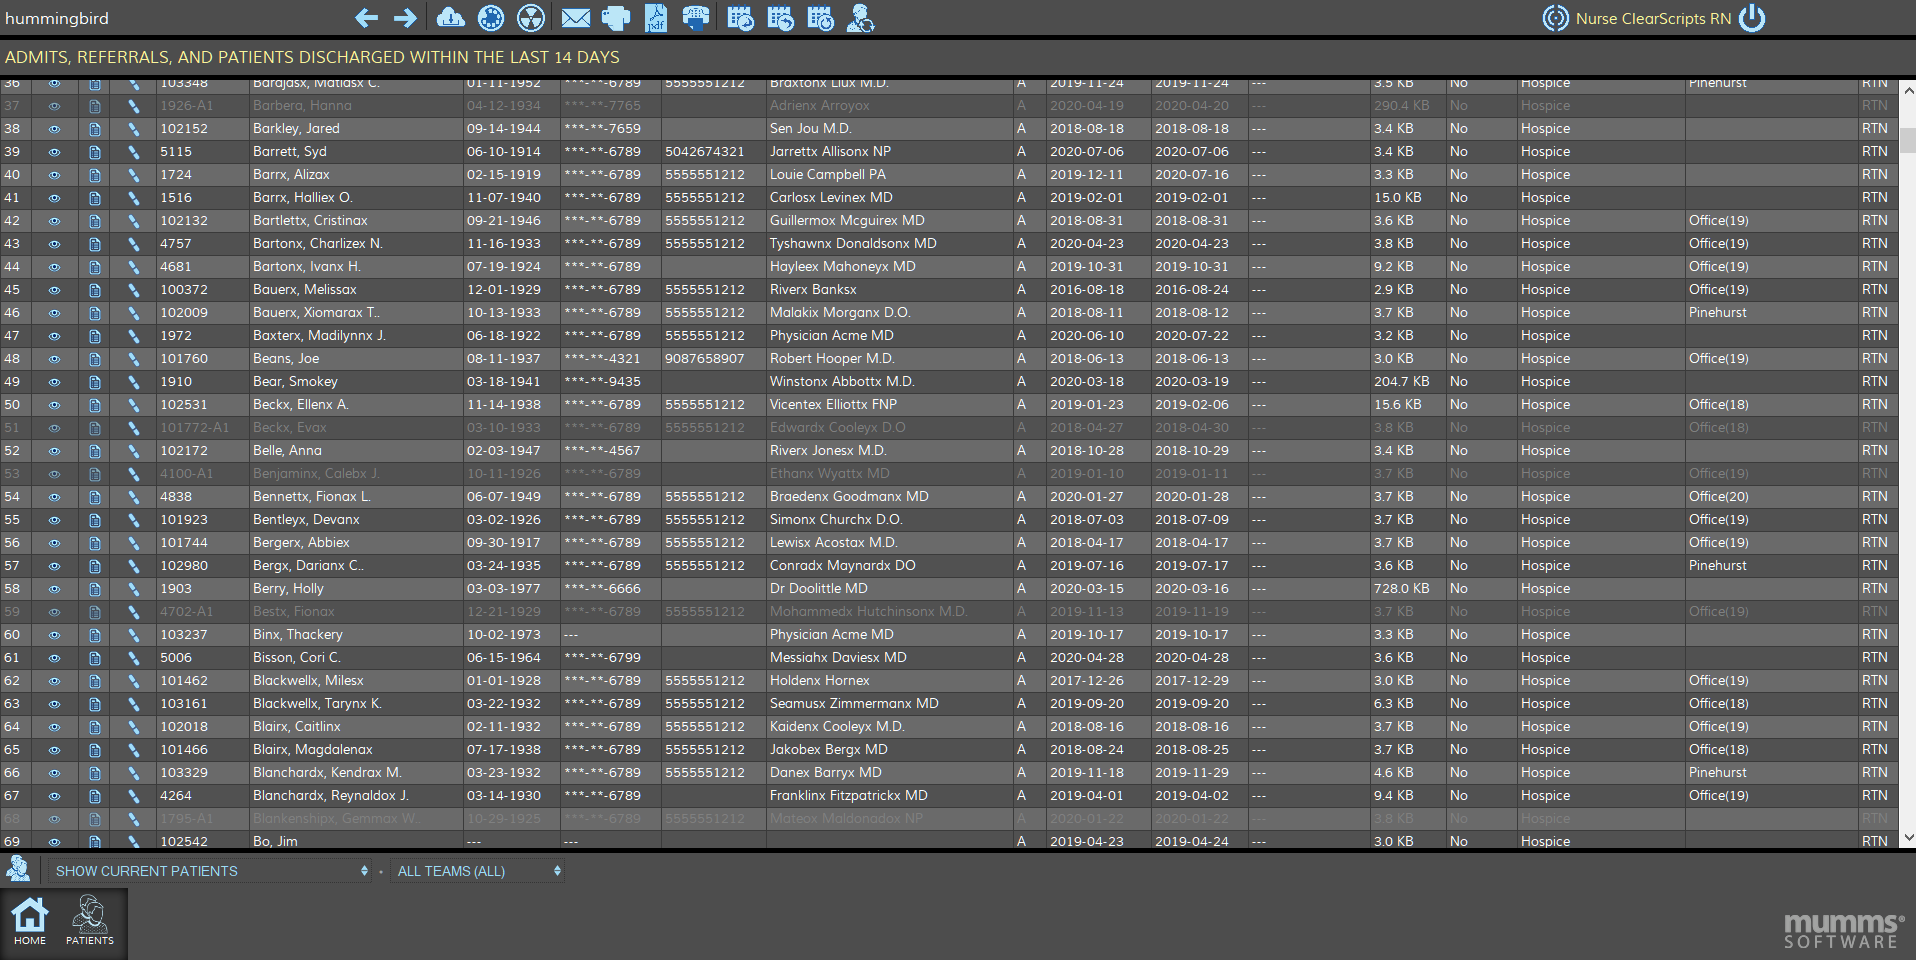 hummingbird
pdf
Nurse ClearScripts RN
ADMITS, REFERRALS, AND PATIENTS DISCHARGED WITHIN THE LAST 14 DAYS
36 103348 Barajasx, Matiasx C. 01-11-1952 ***-**-6789 5555551212 Braxtonx Liux M.D. A 2019-11-24 2019-11-24 --- 3.5 KB No Hospice Pinehurst RTN
37 1926-A1 Barbera, Hanna 04-12-1934 ***-**-7765 Adrienx Arroyox A 2020-04-19 2020-04-20 --- 290.4 KB No Hospice RTN
38 102152 Barkley, Jared 09-14-1944 ***-**-7659 Sen Jou M.D. A 2018-08-18 2018-08-18 --- 3.4 KB No Hospice RTN
39 5115 Barrett, Syd 06-10-1914 ***-**-6789 5042674321 Jarrettx Allisonx NP A 2020-07-06 2020-07-06 --- 3.4 KB No Hospice RTN
40 1724 Barrx, Alizax 02-15-1919 ***-**-6789 5555551212 Louie Campbell PA A 2019-12-11 2020-07-16 --- 3.3 KB No Hospice RTN
41 1516 Barrx, Halliex O. 11-07-1940 ***-**-6789 5555551212 Carlosx Levinex MD A 2019-02-01 2019-02-01 --- 15.0 KB No Hospice RTN
42 102132 Bartlettx, Cristinax 09-21-1946 ***-**-6789 5555551212 Guillermox Mcguirex MD A 2018-08-31 2018-08-31 --- 3.6 KB No Hospice Office(19) RTN
43 4757 Bartonx, Charlizex N. 11-16-1933 ***-**-6789 5555551212 Tyshawnx Donaldsonx MD A 2020-04-23 2020-04-23 --- 3.8 KB No Hospice Office(19) RTN
44 4681 Bartonx, Ivanx H. 07-19-1924 ***-**-6789 Hayleex Mahoneyx MD A 2019-10-31 2019-10-31 --- 9.2 KB No Hospice Office(19) RTN
45 100372 Bauerx, Melissax 12-01-1929 ***-**-6789 5555551212 Riverx Banksx A 2016-08-18 2016-08-24 --- 2.9 KB No Hospice Office(19) RTN
46 102009 Bauerx, Xiomarax T.. 10-13-1933 ***-**-6789 5555551212 Malakix Morganx D.O. A 2018-08-11 2018-08-12 --- 3.7 KB No Hospice Pinehurst RTN
47 1972 Baxterx, Madilynnx J. 06-18-1922 ***-**-6789 5555551212 Physician Acme MD A 2020-06-10 2020-07-22 --- 3.2 KB No Hospice RTN
48 101760 Beans, Joe 08-11-1937 ***-**-4321 9087658907 Robert Hooper M.D. A 2018-06-13 2018-06-13 --- 3.0 KB No Hospice Office(19) RTN
49 1910 Bear, Smokey 03-18-1941 ***-**-9435 Winstonx Abbottx M.D. A 2020-03-18 2020-03-19 --- 204.7 KB No Hospice RTN
50 102531 Beckx, Ellenx A. 11-14-1938 ***-**-6789 5555551212 Vicentex Elliottx FNP A 2019-01-23 2019-02-06 --- 15.6 KB No Hospice Office(18) RTN
51 101772-A1 Beckx, Evax 03-10-1933 ***-**-6789 5555551212 Edwardx Cooleyx D.O A 2018-04-27 2018-04-30 --- 3.8 KB No Hospice Office(18) RTN
52 102172 Belle, Anna 02-03-1947 ***-**-4567 Riverx Jonesx M.D. A 2018-10-28 2018-10-29 --- 3.4 KB No Hospice RTN
53 4100-A1 Benjaminx, Calebx J. 10-11-1926 ***-**-6789 Ethanx Wyattx MD A 2019-01-10 2019-01-11 --- 3.7 KB No Hospice Office(19) RTN
54 4838 Bennettx, Fionax L. 06-07-1949 ***-**-6789 5555551212 Braedenx Goodmanx MD A 2020-01-27 2020-01-28 --- 3.7 KB No Hospice Office(20) RTN
55 101923 Bentleyx, Devanx 03-02-1926 ***-**-6789 5555551212 Simonx Churchx D.O. A 2018-07-03 2018-07-09 --- 3.7 KB No Hospice Office(19) RTN
56 101744 Bergerx, Abbiex 09-30-1917 ***-**-6789 5555551212 Lewisx Acostax M.D. A 2018-04-17 2018-04-17 --- 3.7 KB No Hospice Office(19) RTN
57 102980 Bergx, Darianx C.. 03-24-1935 ***-**-6789 5555551212 Conradx Maynardx DO A 2019-07-16 2019-07-17 --- 3.6 KB No Hospice Pinehurst RTN
58 1903 Berry, Holly 03-03-1977 ***-**-6666 Dr Doolittle MD A 2020-03-15 2020-03-16 --- 728.0 KB No Hospice RTN
59 4702-A1 Bestx, Fionax 12-21-1929 ***-**-6789 5555551212 Mohammedx Hutchinsonx M.D. A 2019-11-13 2019-11-19 --- 3.7 KB No Hospice Office(19) RTN
60 103237 Binx, Thackery 10-02-1973 --- Physician Acme MD A 2019-10-17 2019-10-17 --- 3.3 KB No Hospice RTN
61 5006 Bisson, Cori C. 06-15-1964 ***-**-6799 Messiahx Daviesx MD A 2020-04-28 2020-04-28 --- 3.6 KB No Hospice RTN
62 101462 Blackwellx, Milesx 01-01-1928 ***-**-6789 5555551212 Holdenx Hornex A 2017-12-26 2017-12-29 --- 3.0 KB No Hospice Office(19) RTN
63 103161 Blackwellx, Tarynx K. 03-22-1932 ***-**-6789 5555551212 Seamusx Zimmermanx MD A 2019-09-20 2019-09-20 --- 6.3 KB No Hospice Office(18) RTN
64 102018 Blairx, Caitlinx 02-11-1932 ***-**-6789 5555551212 Kaidenx Cooleyx M.D. A 2018-08-16 2018-08-16 --- 3.7 KB No Hospice Office(19) RTN
65 101466 Blairx, Magdalenax 07-17-1938 ***-**-6789 5555551212 Jakobex Bergx MD A 2018-08-24 2018-08-25 --- 3.7 KB No Hospice Office(18) RTN
66 103329 Blanchardx, Kendrax M. 03-23-1932 ***-**-6789 5555551212 Danex Barryx MD A 2019-11-18 2019-11-29 --- 4.6 KB No Hospice Pinehurst RTN
67 4264 Blanchardx, Reynaldox J. 03-14-1930 ***-**-6789 Franklinx Fitzpatrickx MD A 2019-04-01 2019-04-02 --- 9.4 KB No Hospice Office(19) RTN
68 1795-A1 Blankenshipx, Gemmax W.. 10-29-1925 ***-**-6789 5555551212 Mateox Maldonadox NP A 2020-01-22 2020-01-22 --- 3.8 KB No Hospice RTN
69 102542 Bo, Jim --- --- A 2019-04-23 2019-04-24 --- 3.0 KB No Hospice RTN
SHOW CURRENT PATIENTS • ALL TEAMS (ALL)
HOME PATIENTS
mumms®
SOFTWARE